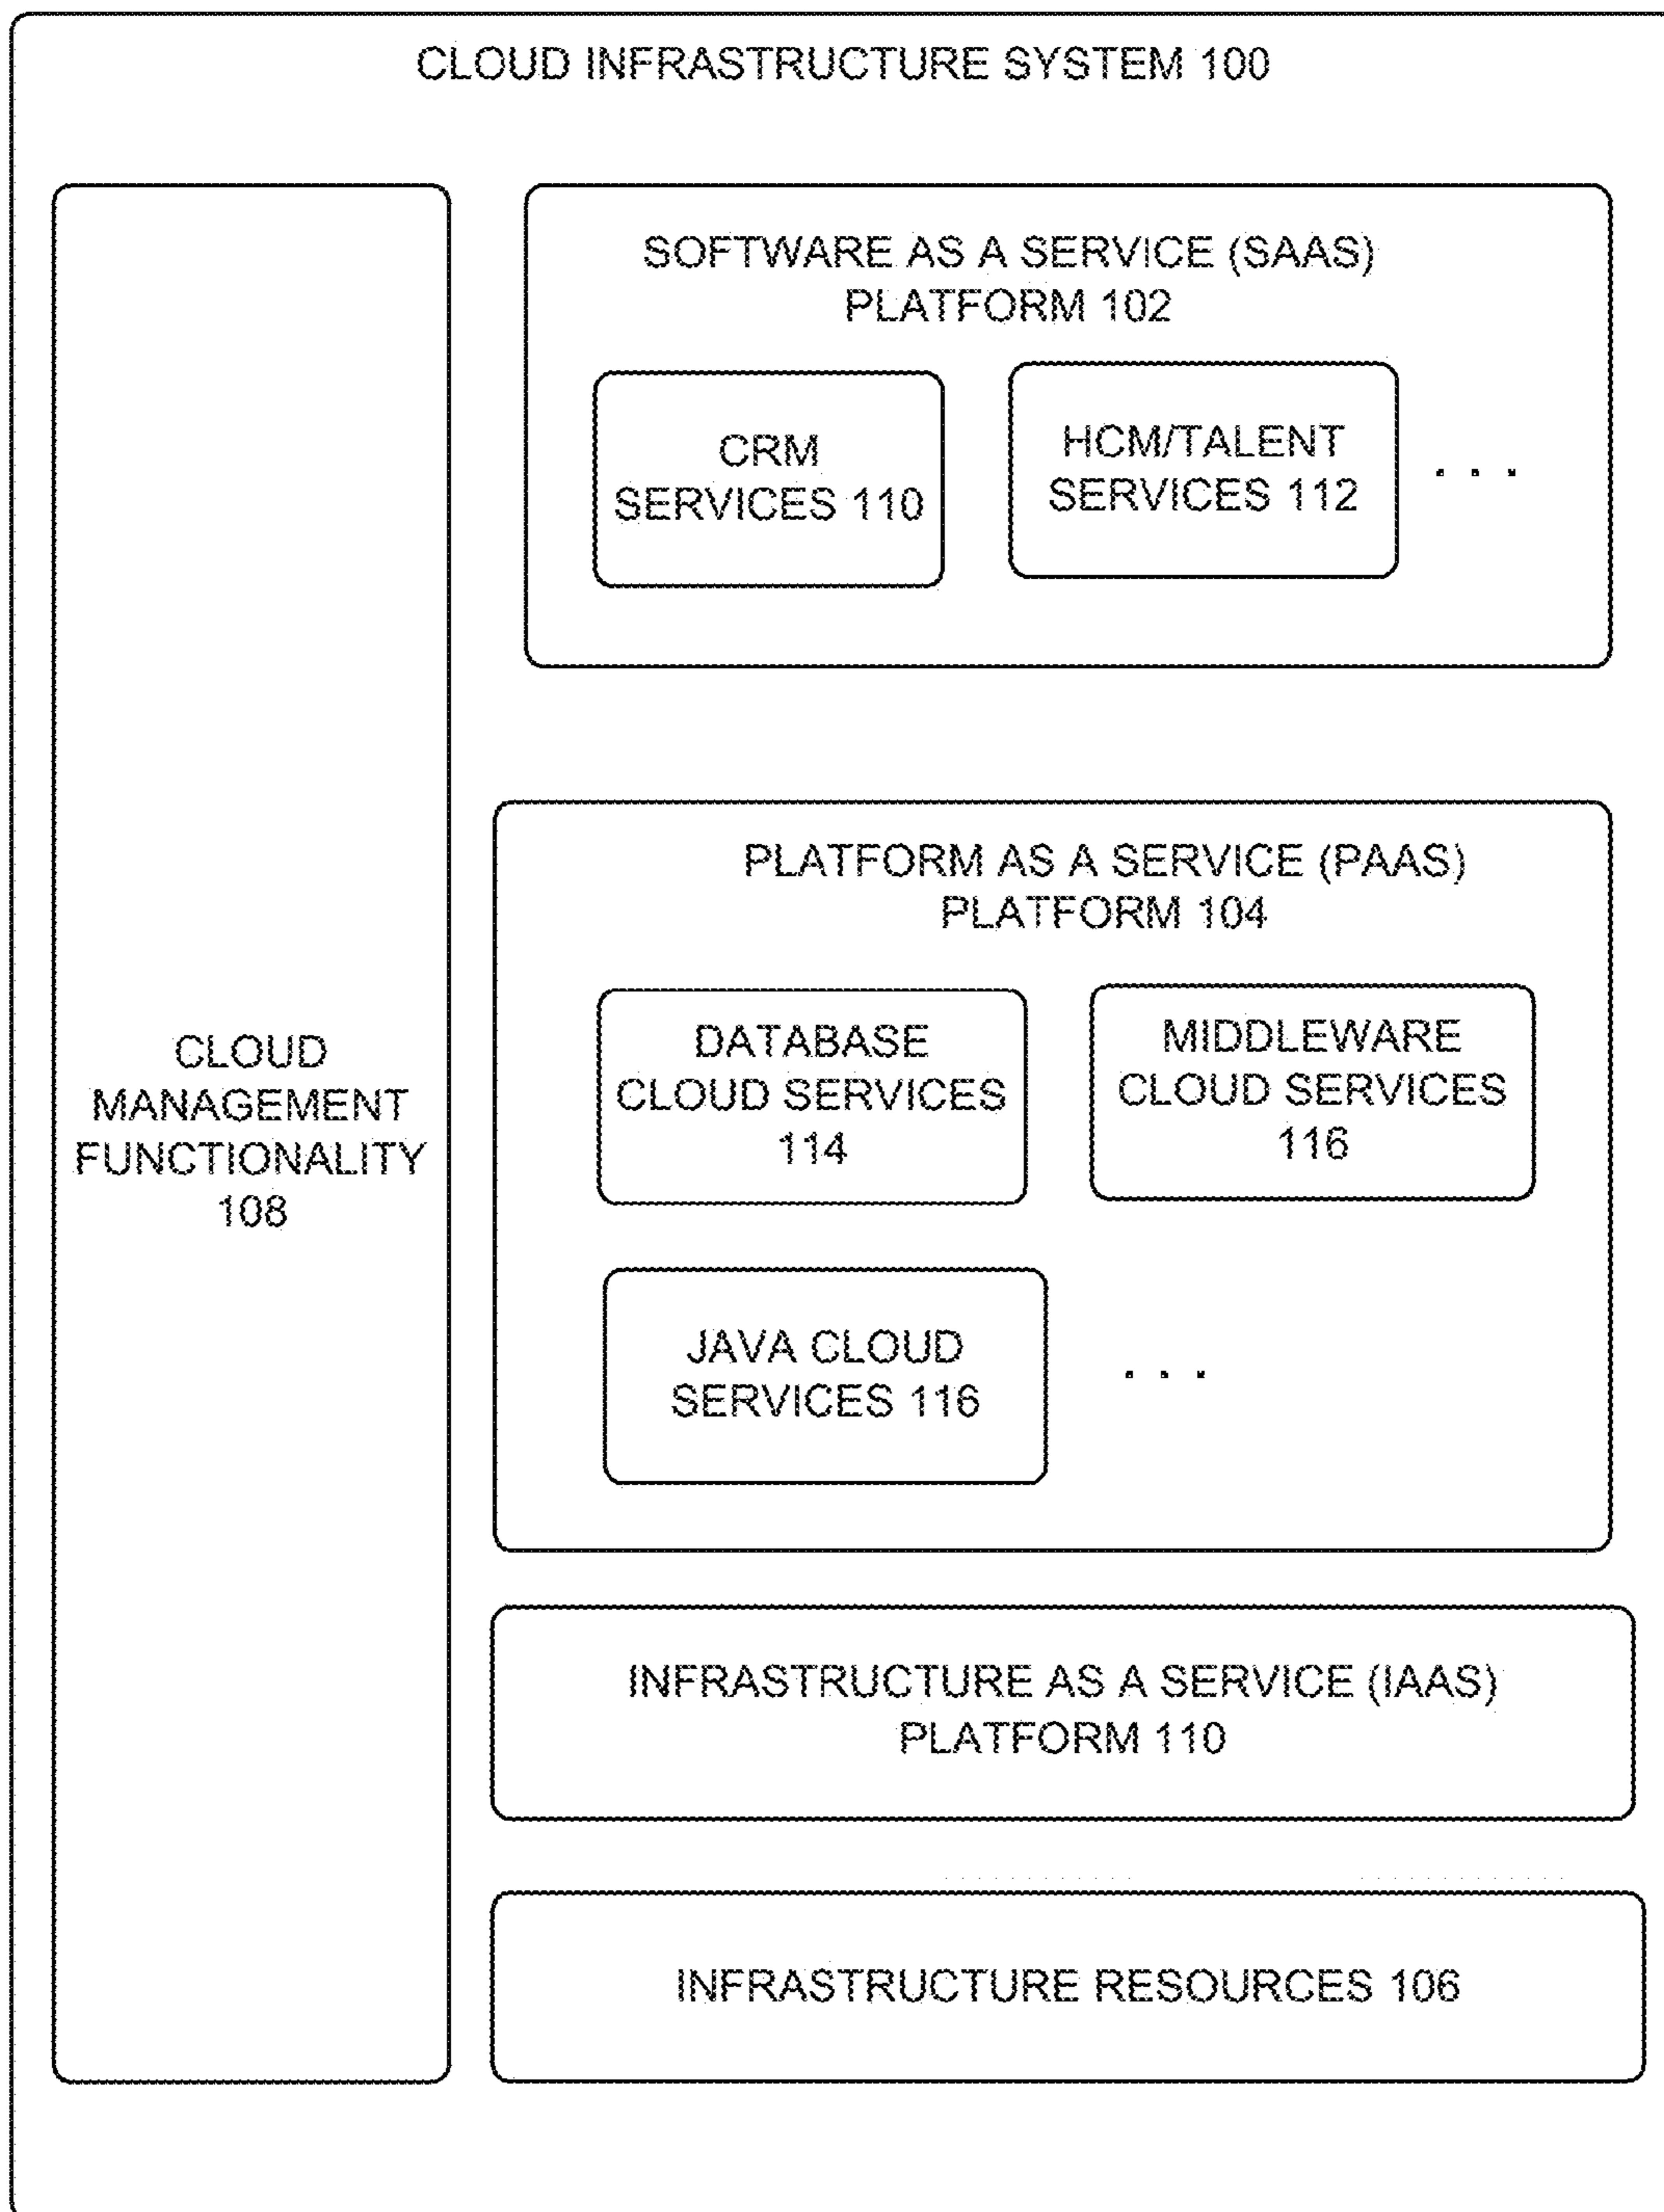 CLOUD INFRASTRUCTURE SYSTEM 100
SOFTWARE AS A SERVICE (SAAS)
PLATFORM 102
CRM
SERVICES 110
HCM/TALENT
SERVICES 112
. . .
PLATFORM AS A SERVICE (PAAS)
PLATFORM 104
DATABASE
CLOUD SERVICES
114
MIDDLEWARE
CLOUD SERVICES
116
JAVA CLOUD
SERVICES 116
. . .
CLOUD
MANAGEMENT
FUNCTIONALITY
108
INFRASTRUCTURE AS A SERVICE (IAAS)
PLATFORM 110
INFRASTRUCTURE RESOURCES 106